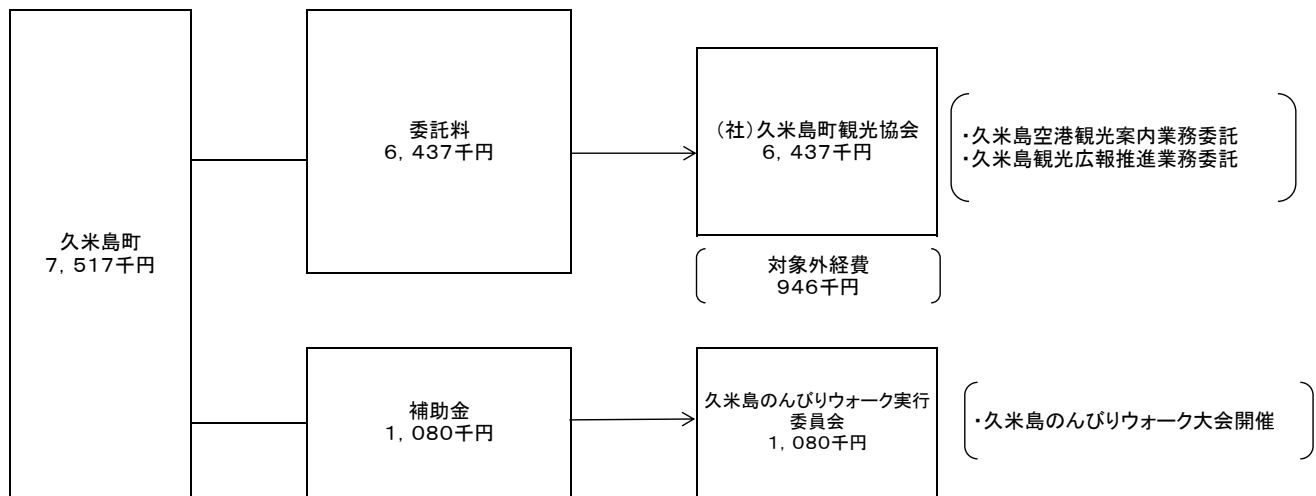 久米島町
7, 517千円
委託料
6, 437千円
(社)久米島町観光協会
6, 437千円
・久米島空港観光案内業務委託
・久米島観光広報推進業務委託
対象外経費
946千円
補助金
1, 080千円
久米島のんびりウォーク実行
委員会
1, 080千円
・久米島のんびりウォーク大会開催